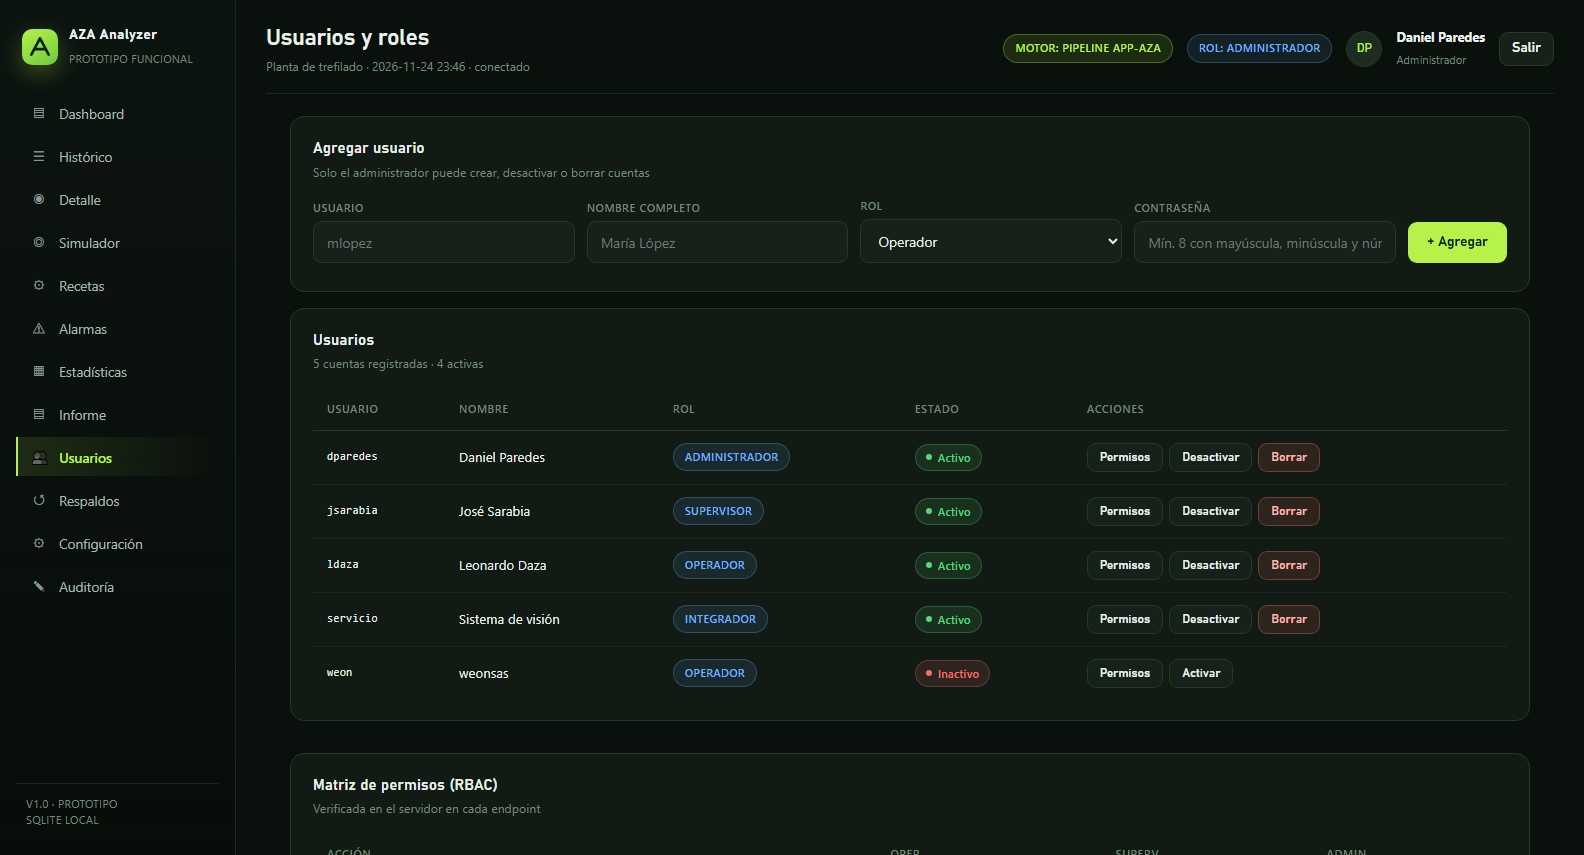 AZA Analyzer
PROTOTIPO FUNCIONAL
Dashboard
Histórico
Detalle
Simulador
Recetas
Alarmas
Estadísticas
Informe
Usuarios
Respaldos
Configuración
Auditoría
V1.0 · PROTOTIPO
SQLITE LOCAL
Usuarios y roles
Planta de trefilado · 2026-11-24 23:46 · conectado
MOTOR: PIPELINE APP-AZA
ROL: ADMINISTRADOR
DP
Daniel Paredes
Administrador
Salir
Agregar usuario
Solo el administrador puede crear, desactivar o borrar cuentas
USUARIO NOMBRE COMPLETO ROL CONTRASEÑA
mlopez María López Operador Mín. 8 con mayúscula, minúscula y núr + Agregar
Usuarios
5 cuentas registradas · 4 activas
USUARIO NOMBRE ROL ESTADO ACCIONES
dparedes Daniel Paredes ADMINISTRADOR Activo Permisos Desactivar Borrar
jsarabia José Sarabia SUPERVISOR Activo Permisos Desactivar Borrar
ldaza Leonardo Daza OPERADOR Activo Permisos Desactivar Borrar
servicio Sistema de visión INTEGRADOR Activo Permisos Desactivar Borrar
weon weonsas OPERADOR Inactivo Permisos Activar
Matriz de permisos (RBAC)
Verificada en el servidor en cada endpoint
ACCIÓN OPER SUPERV ADMIN